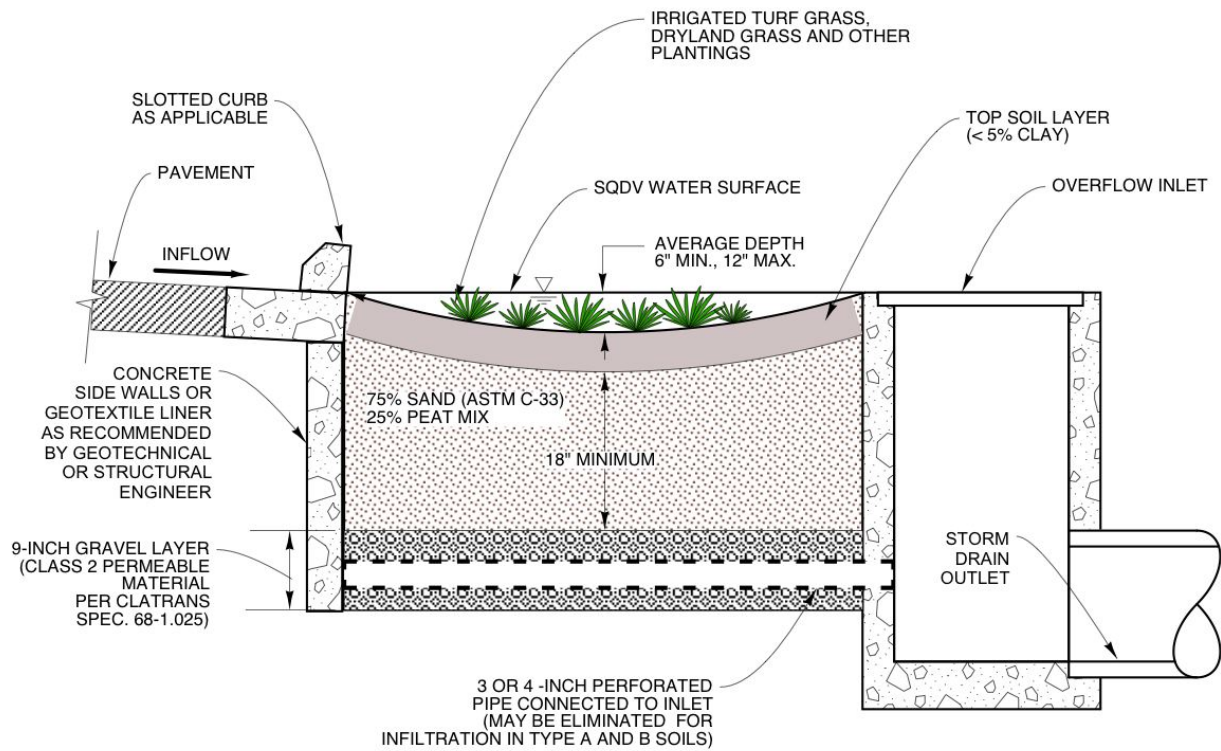 IRRIGATED TURF GRASS,
DRYLAND GRASS AND OTHER
PLANTINGS
SLOTTED CURB
AS APPLICABLE
TOP SOIL LAYER
(< 5% CLAY)
PAVEMENT
SQDV WATER SURFACE
OVERFLOW INLET
INFLOW
AVERAGE DEPTH
6" MIN., 12" MAX.
CONCRETE
SIDE WALLS OR
GEOTEXTILE LINER
AS RECOMMENDED
BY GEOTECHNICAL
OR STRUCTURAL
ENGINEER
75% SAND (ASTM C-33)
25% PEAT MIX
18" MINIMUM
9-INCH GRAVEL LAYER
(CLASS 2 PERMEABLE
MATERIAL
PER CLATRANS
SPEC. 68-1.025)
STORM
DRAIN
OUTLET
3 OR 4 -INCH PERFORATED
PIPE CONNECTED TO INLET
(MAY BE ELIMINATED FOR
INFILTRATION IN TYPE A AND B SOILS)